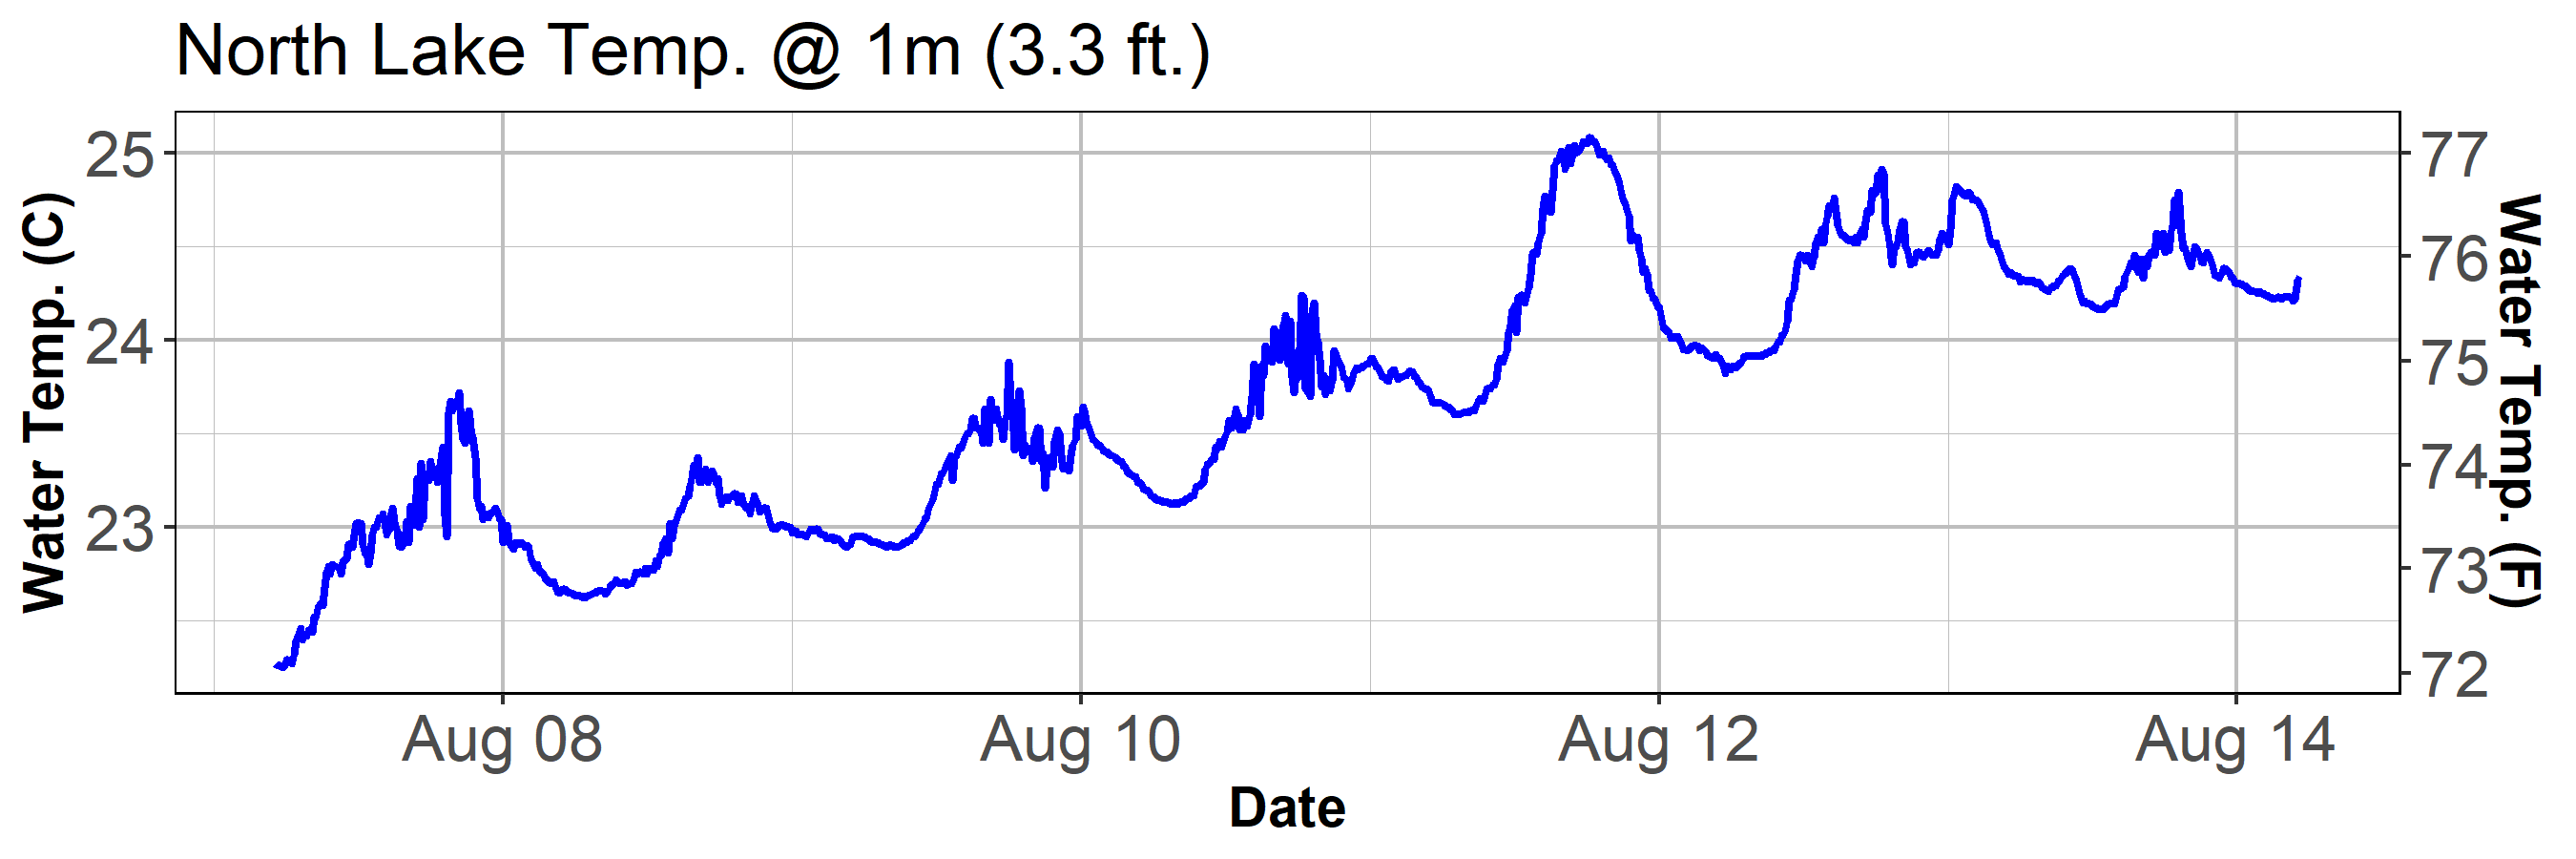 North Lake Temp. @ 1m (3.3 ft.)
Water Temp. (C)
25
24
23
77
76
75
74
73
72
Water Temp. (F)
Aug 08
Aug 10
Aug 12
Aug 14
Date